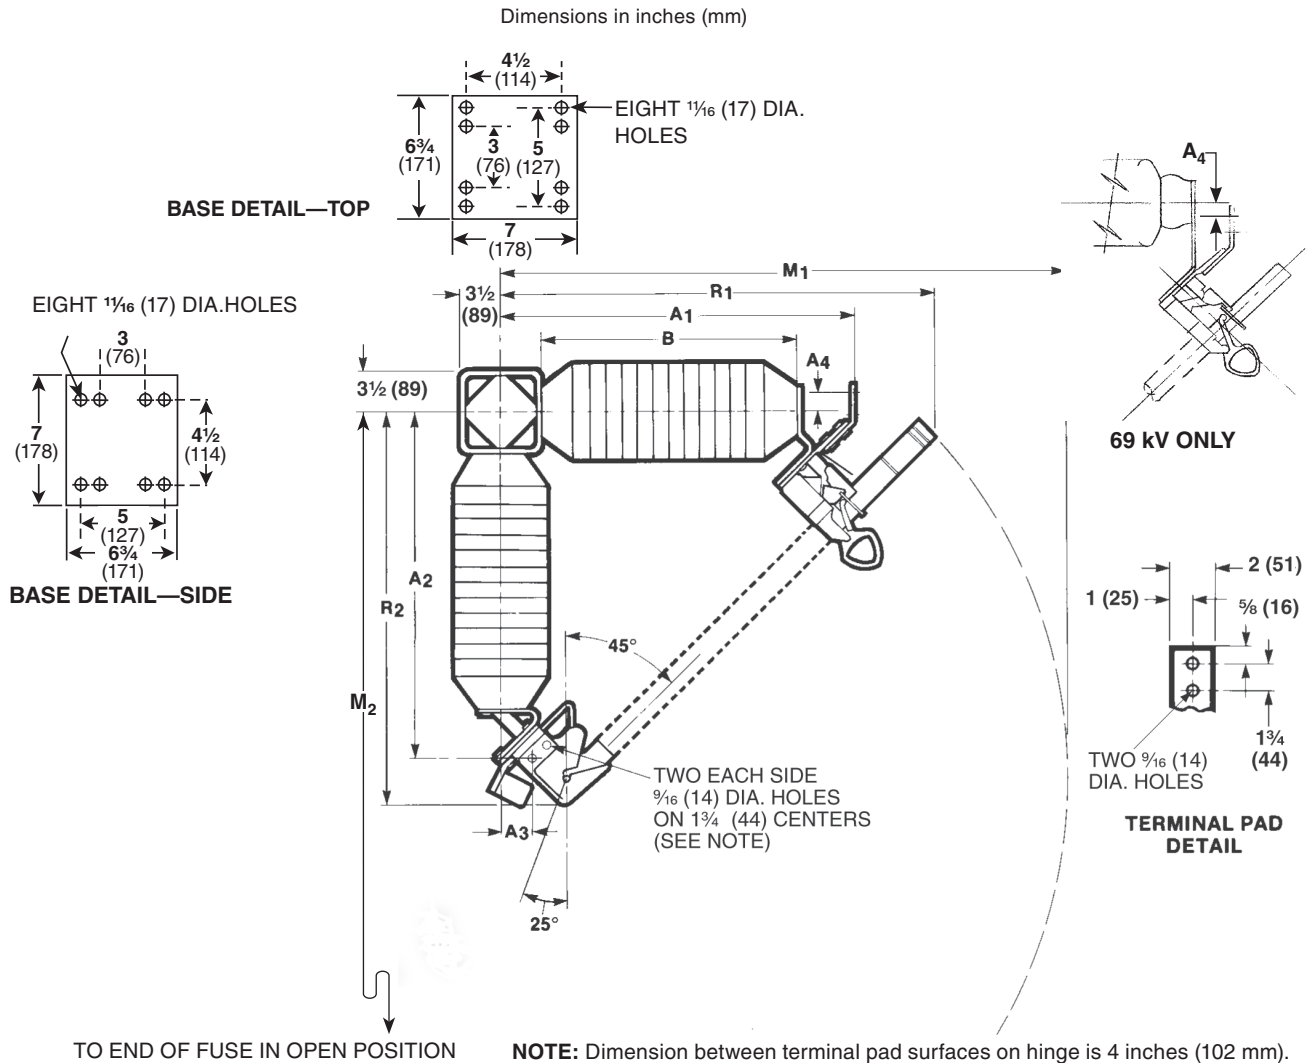 Dimensions in inches (mm)
4½
(114)
EIGHT ¹¹⁄₁₆ (17) DIA.
HOLES
6¾
(171)
3
(76)
5
(127)
BASE DETAIL—TOP
7
(178)
A4
69 kV ONLY
M1
R1
3½
(89)
A1
B
A4
3½ (89)
EIGHT ¹¹⁄₁₆ (17) DIA.HOLES
3
(76)
7
(178)
4½
(114)
5
(127)
6¾
(171)
BASE DETAIL—SIDE
A2
R2
M2
45°
A3
25°
TWO EACH SIDE
⁹⁄₁₆ (14) DIA. HOLES
ON 1¾ (44) CENTERS
(SEE NOTE)
2 (51)
1 (25)
⅝ (16)
1¾
(44)
TWO ⁹⁄₁₆ (14)
DIA. HOLES
TERMINAL PAD
DETAIL
TO END OF FUSE IN OPEN POSITION
NOTE: Dimension between terminal pad surfaces on hinge is 4 inches (102 mm).